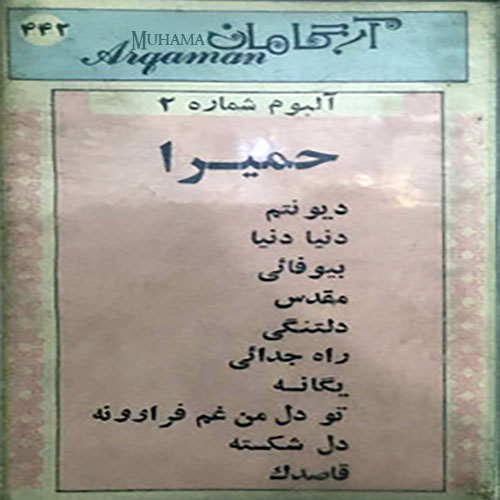 ۴۴۲
آرنگامان
MUHAMA
Arqaman
آلبوم شماره ۲
حمیرا
دیونتم
دنیا دنیا
بیوفائی
مقدس
دلتنگی
راه جدائی
یگانه
تو دل من غم فراوونه
دل شکسته
قاصدك